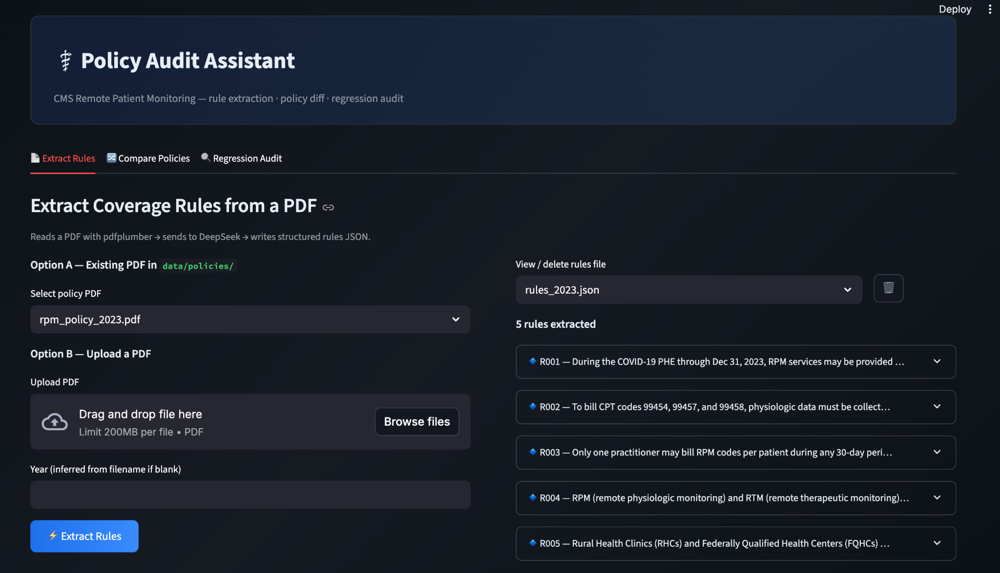 Deploy
Policy Audit Assistant
CMS Remote Patient Monitoring — rule extraction · policy diff · regression audit
Extract Rules
Compare Policies
Regression Audit
Extract Coverage Rules from a PDF
Reads a PDF with pdfplumber → sends to DeepSeek → writes structured rules JSON.
Option A — Existing PDF in data/policies/
Select policy PDF
rpm_policy_2023.pdf
Option B — Upload a PDF
Upload PDF
Drag and drop file here
Limit 200MB per file • PDF
Browse files
Year (inferred from filename if blank)
⚡ Extract Rules
View / delete rules file
rules_2023.json
5 rules extracted
R001 — During the COVID-19 PHE through Dec 31, 2023, RPM services may be provided …
R002 — To bill CPT codes 99454, 99457, and 99458, physiologic data must be collect…
R003 — Only one practitioner may bill RPM codes per patient during any 30-day peri…
R004 — RPM (remote physiologic monitoring) and RTM (remote therapeutic monitoring)…
R005 — Rural Health Clinics (RHCs) and Federally Qualified Health Centers (FQHCs) …